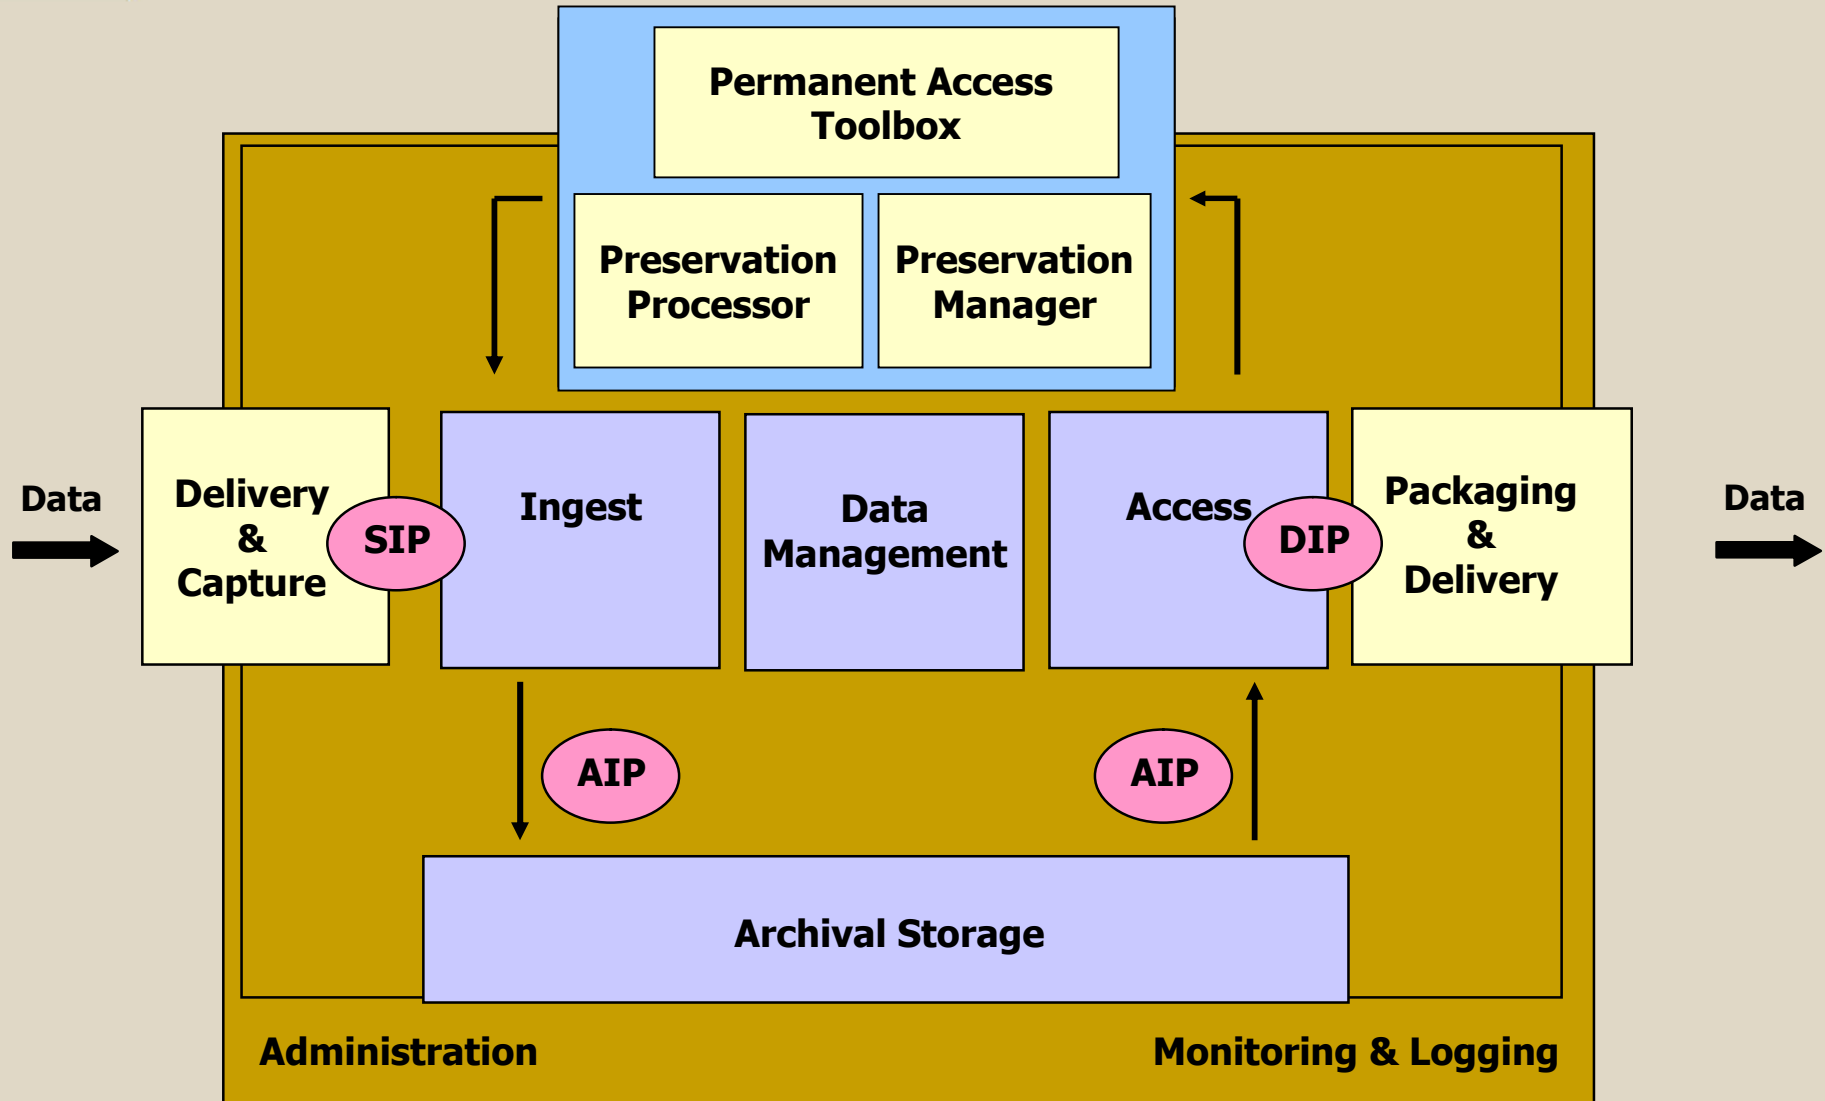 Permanent Access
Toolbox
Preservation
Processor
Preservation
Manager
Data
Delivery
&
Capture
SIP
Ingest
Data
Management
Access
DIP
Packaging
&
Delivery
Data
AIP
AIP
Archival Storage
Administration
Monitoring & Logging